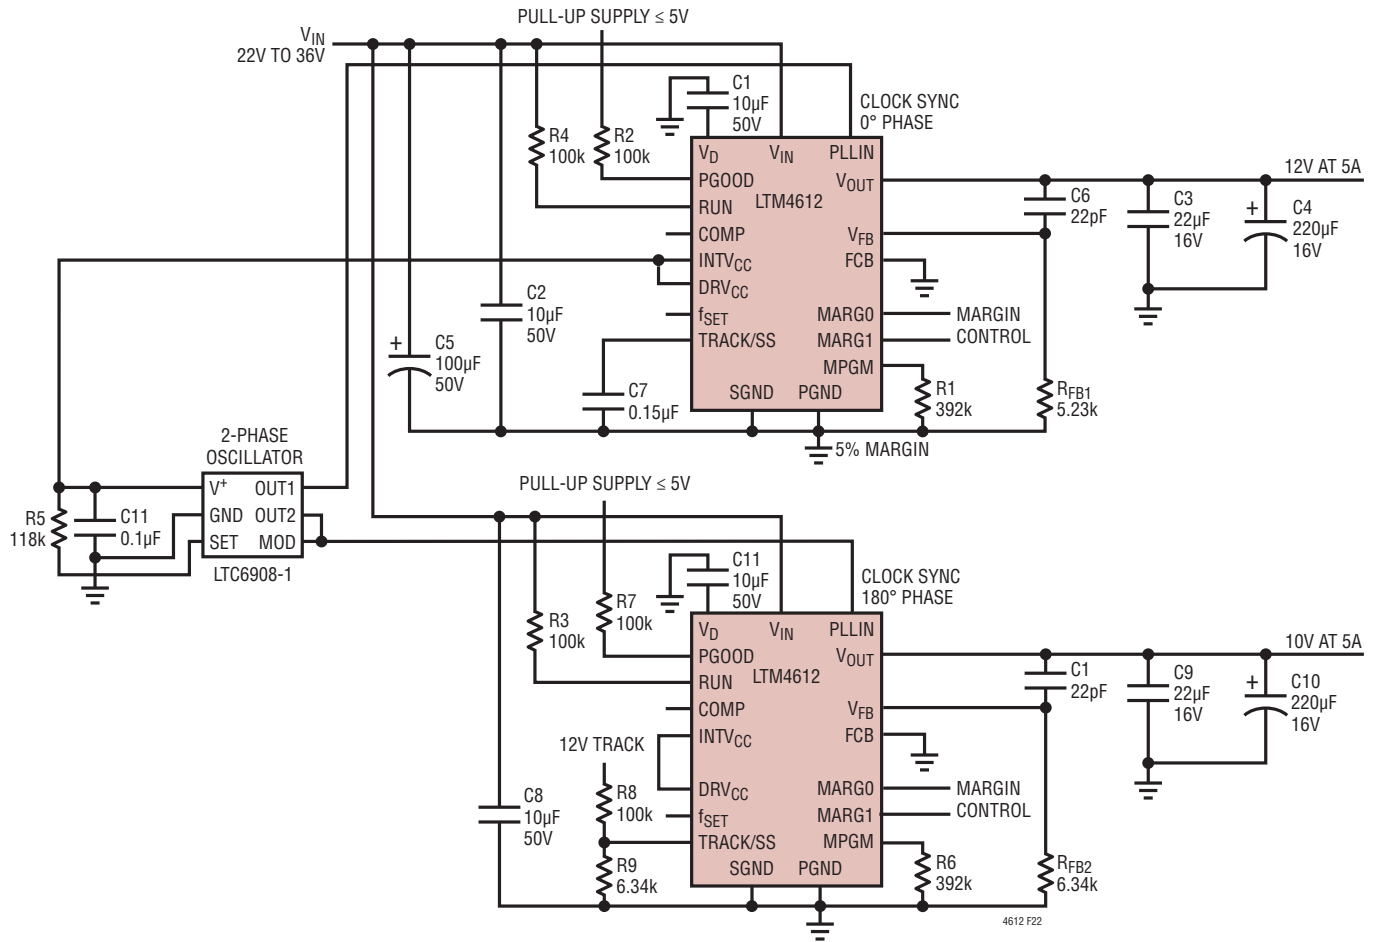 PULL-UP SUPPLY ≤ 5V
VIN
22V TO 36V
C1
10µF
50V
CLOCK SYNC
0° PHASE
R4
100k
R2
100k
VD
VIN
PLLIN
PGOOD
LTM4612
VOUT
RUN
COMP
VFB
INTVCC
FCB
DRVCC
fSET
MARG0
TRACK/SS
MARG1
MPGM
SGND
PGND
12V AT 5A
C6
22pF
C3
22µF
16V
+
C4
220µF
16V
MARGIN
CONTROL
C2
10µF
50V
+
C5
100µF
50V
C7
0.15µF
R1
392k
RFB1
5.23k
5% MARGIN
2-PHASE
OSCILLATOR
V+
OUT1
GND
OUT2
SET
MOD
LTC6908-1
R5
118k
C11
0.1µF
PULL-UP SUPPLY ≤ 5V
C11
10µF
50V
CLOCK SYNC
180° PHASE
R3
100k
R7
100k
VD
VIN
PLLIN
PGOOD
LTM4612
VOUT
RUN
COMP
VFB
INTVCC
FCB
DRVCC
MARG0
fSET
MARG1
TRACK/SS
MPGM
SGND
PGND
10V AT 5A
C1
22pF
C9
22µF
16V
+
C10
220µF
16V
MARGIN
CONTROL
12V TRACK
C8
10µF
50V
R8
100k
R9
6.34k
R6
392k
RFB2
6.34k
4612 F22